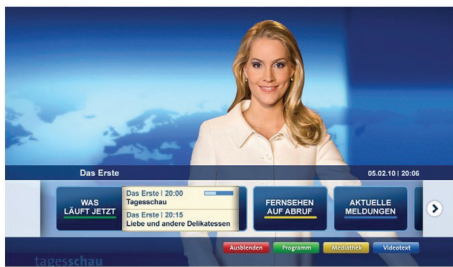 Das Erste
05.02.10 | 20:06
WAS
LÄUFT JETZT
Das Erste | 20:00
Tagesschau
Das Erste | 20:15
Liebe und andere Delikatessen
FERNSEHEN
AUF ABRUF
AKTUELLE
MELDUNGEN
Ausblenden
Programm
Mediathek
Videotext
tagesschau